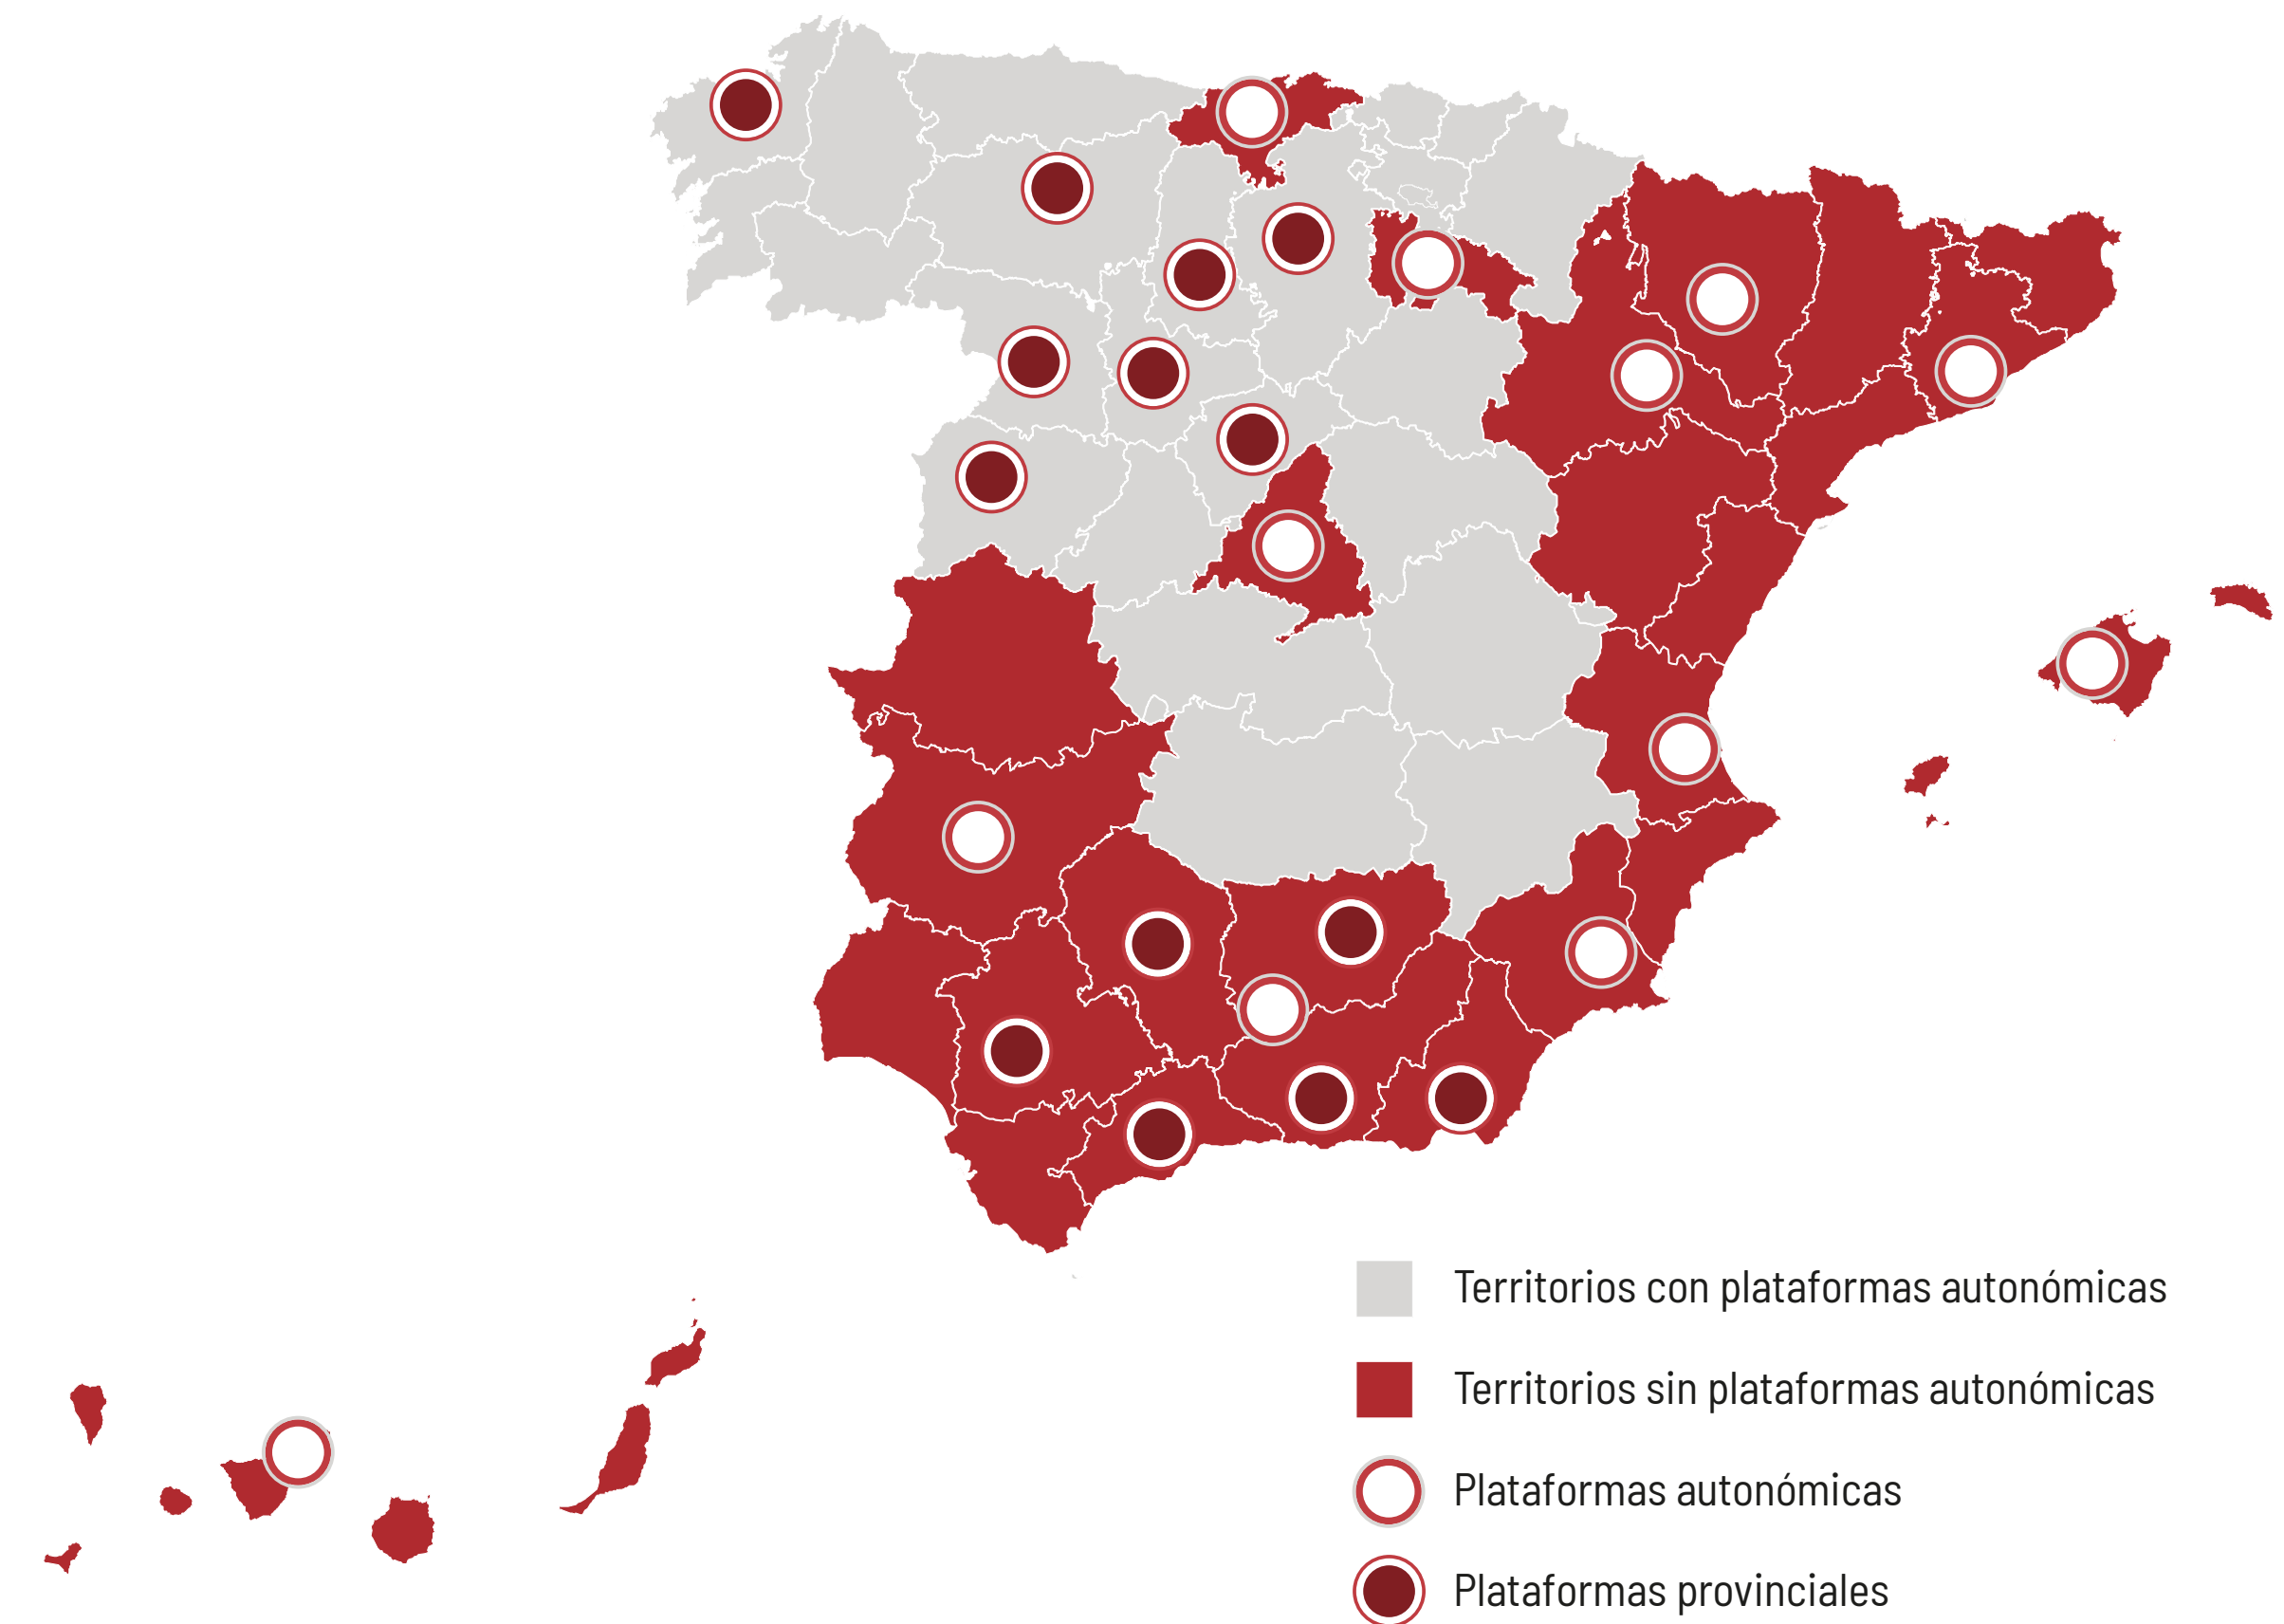 Territorios con plataformas autonómicas
Territorios sin plataformas autonómicas
Plataformas autonómicas
Plataformas provinciales